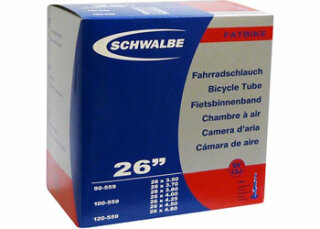 FATBIKE
SCHWALBE
Fahrradschlauch
Bicycle Tube
Fietsbinnenband
Chambre à air
Camera d'aria
Cámara de aire
26"
90-559
100-559
120-559
26 x 3.50
26 x 3.70
26 x 3.80
26 x 4.00
26 x 4.25
26 x 4.50
26 x 4.80